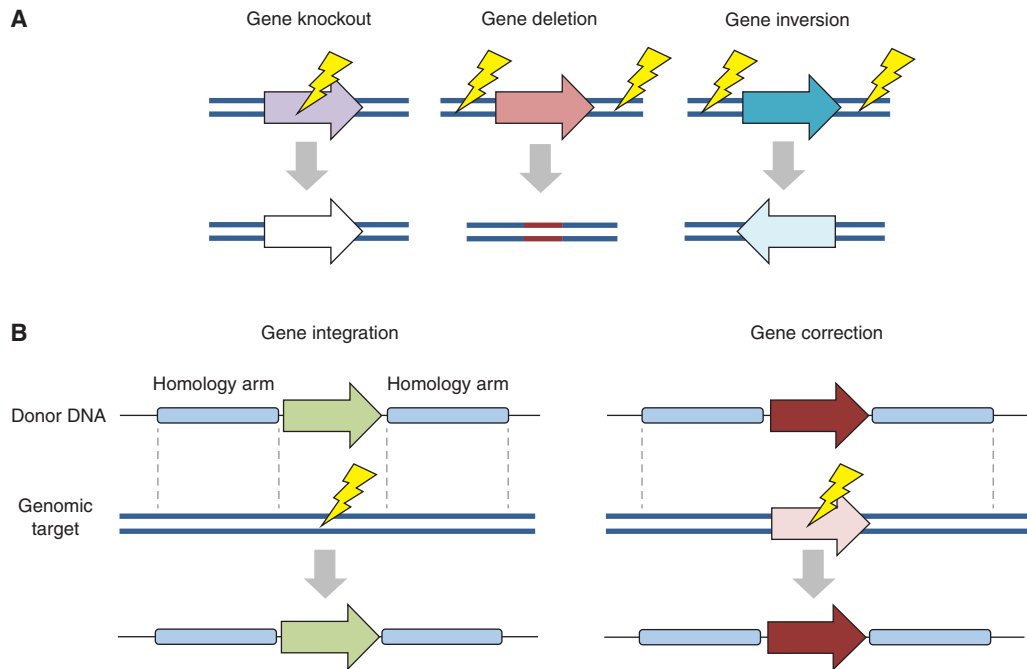 A
Gene knockout
Gene deletion
Gene inversion
B
Gene integration
Gene correction
Homology arm
Homology arm
Donor DNA
Genomic
target